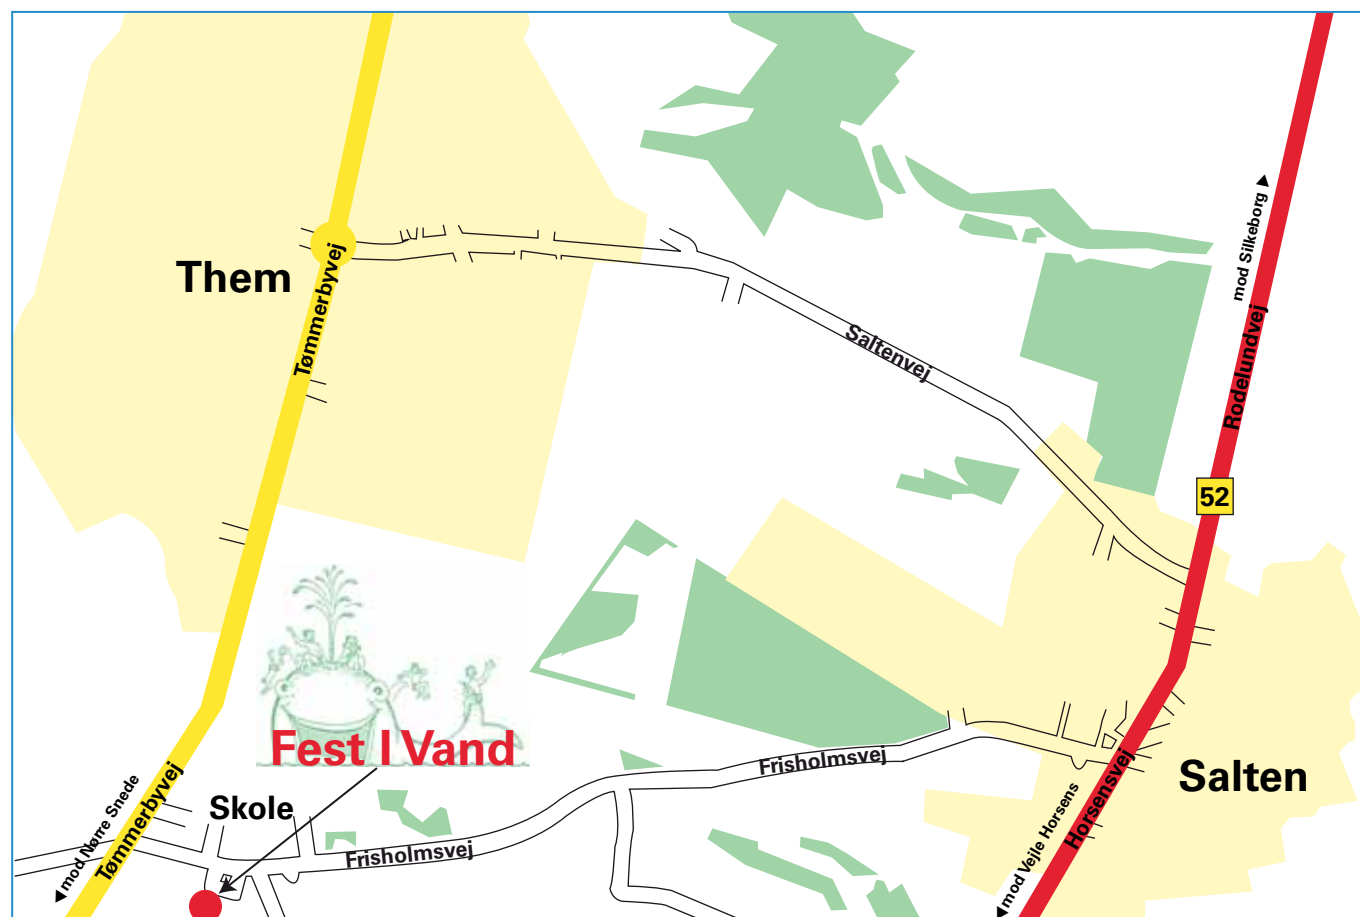 mod Silkeborg
Them
Tømmerbyvej
Saltenvej
Rodelundvej
52
Fest I Vand
Frisholmsvej
Salten
Horsensvej
mod Vejle Horsens
Skole
mod Nørre Snede
Tømmerbyvej
Frisholmsvej